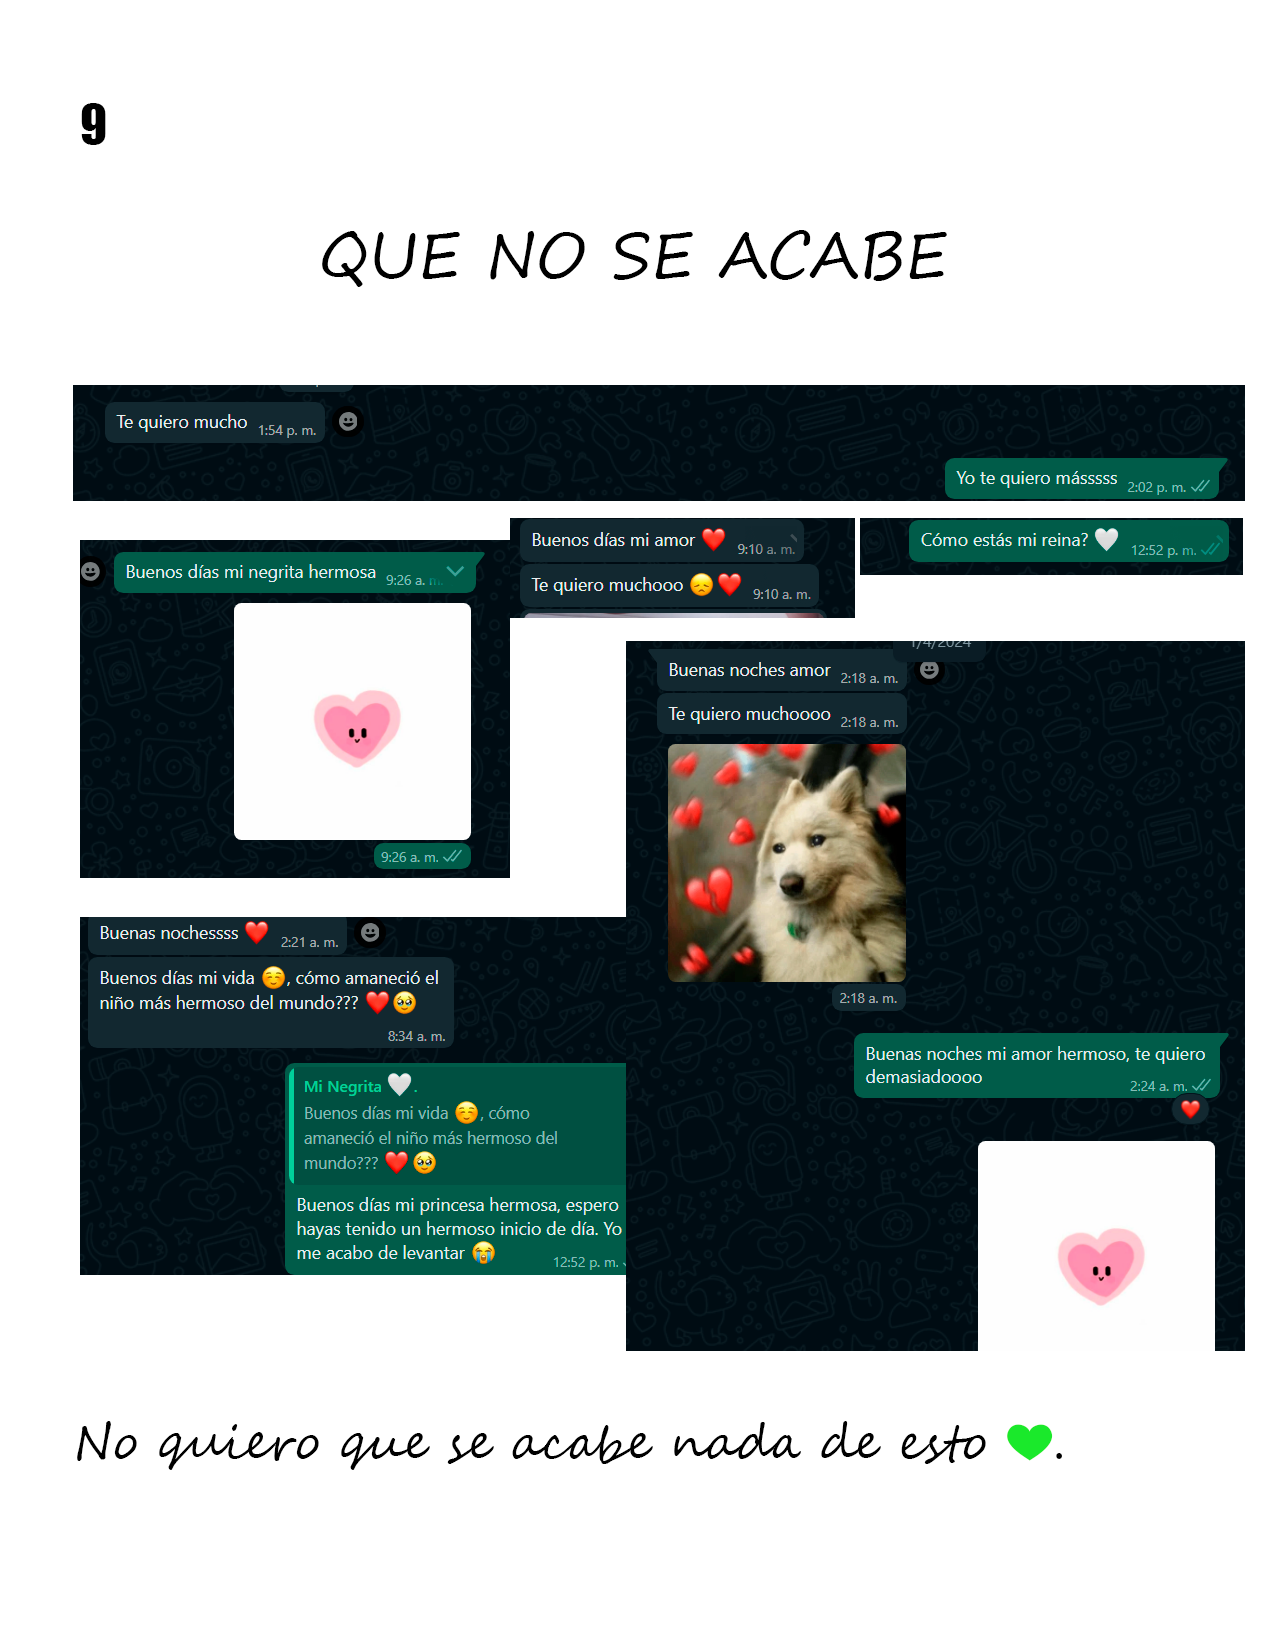 9
QUE NO SE ACABE
Te quiero mucho 1:54 p. m.
Yo te quiero másssss 2:02 p. m.
Buenos días mi negrita hermosa 9:26 a. m.
9:26 a. m.
Buenos días mi amor ❤️ 9:10 a. m.
Te quiero muchooo 😞❤️ 9:10 a. m.
Cómo estás mi reina? 🤍 12:52 p. m.
1/4/2024
Buenas noches amor 2:18 a. m.
Te quiero muchoooo 2:18 a. m.
2:18 a. m.
Buenas noches mi amor hermoso, te quiero
demasiadoooo 2:24 a. m.
❤️
Buenas nochessss ❤️ 2:21 a. m.
Buenos días mi vida ☺️, cómo amaneció el
niño más hermoso del mundo??? ❤️🥹
8:34 a. m.
Mi Negrita 🤍.
Buenos días mi vida ☺️, cómo
amaneció el niño más hermoso del
mundo??? ❤️🥹
Buenos días mi princesa hermosa, espero
hayas tenido un hermoso inicio de día. Yo
me acabo de levantar 😭 12:52 p. m.
No quiero que se acabe nada de esto 💚.